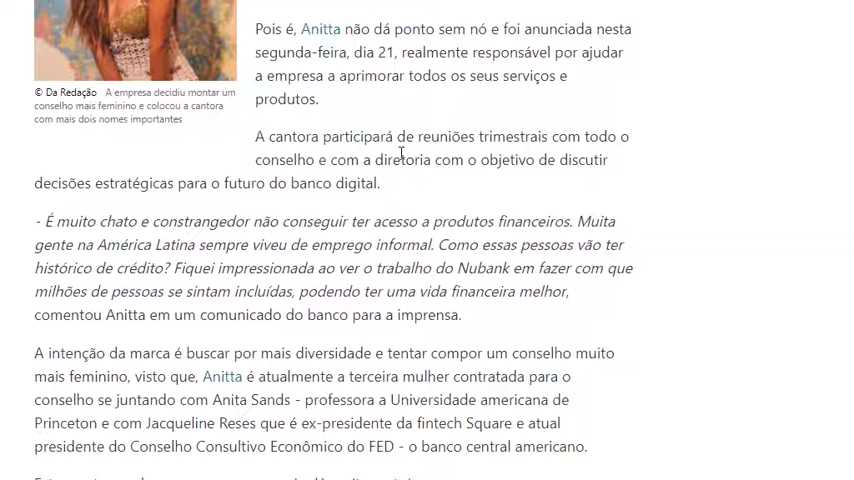 Pois é, Anitta não dá ponto sem nó e foi anunciada nesta
segunda-feira, dia 21, realmente responsável por ajudar
a empresa a aprimorar todos os seus serviços e
produtos.
© Da Redação A empresa decidiu montar um
conselho mais feminino e colocou a cantora
com mais dois nomes importantes
A cantora participará de reuniões trimestrais com todo o
conselho e com a diretoria com o objetivo de discutir
decisões estratégicas para o futuro do banco digital.
- É muito chato e constrangedor não conseguir ter acesso a produtos financeiros. Muita
gente na América Latina sempre viveu de emprego informal. Como essas pessoas vão ter
histórico de crédito? Fiquei impressionada ao ver o trabalho do Nubank em fazer com que
milhões de pessoas se sintam incluídas, podendo ter uma vida financeira melhor,
comentou Anitta em um comunicado do banco para a imprensa.
A intenção da marca é buscar por mais diversidade e tentar compor um conselho muito
mais feminino, visto que, Anitta é atualmente a terceira mulher contratada para o
conselho se juntando com Anita Sands - professora a Universidade americana de
Princeton e com Jacqueline Reses que é ex-presidente da fintech Square e atual
presidente do Conselho Consultivo Econômico do FED - o banco central americano.